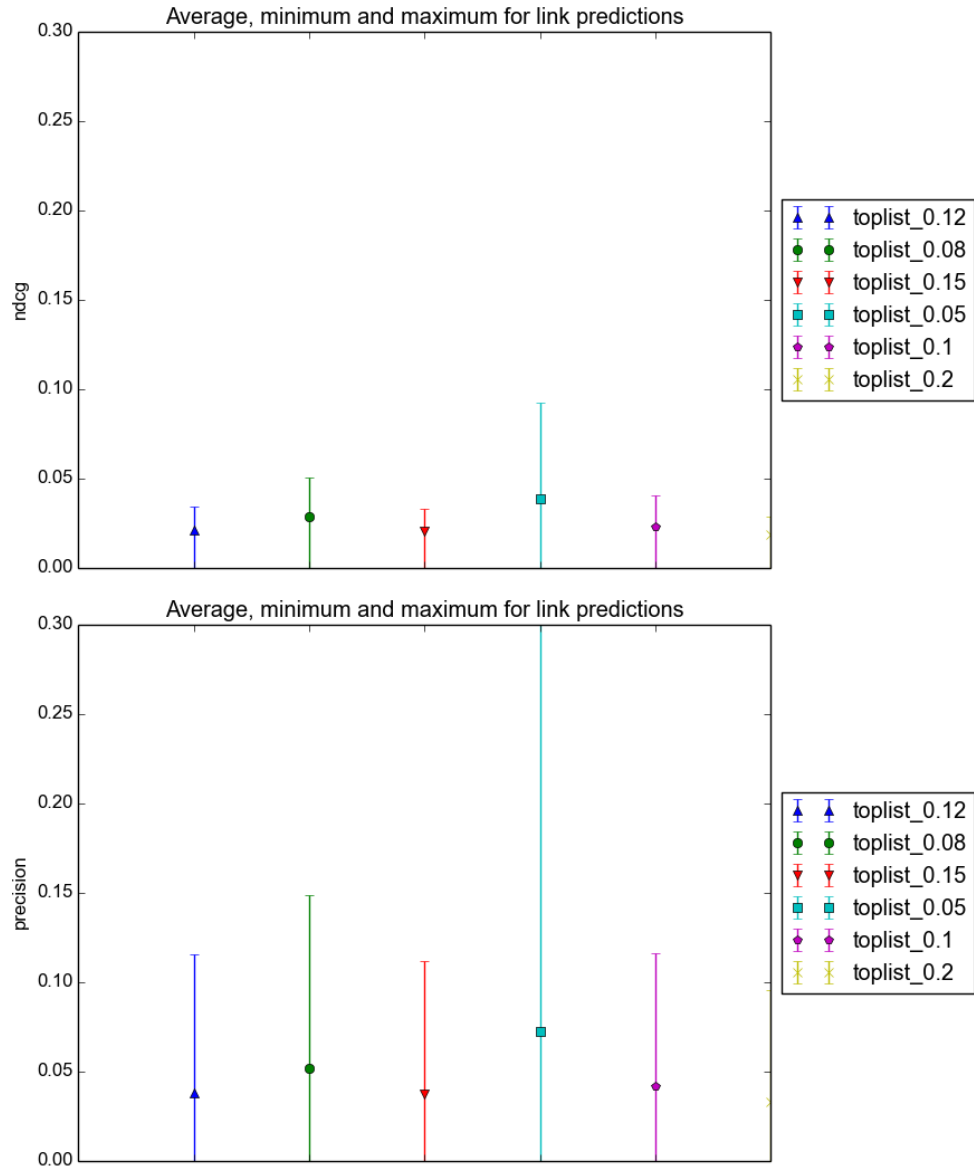 Average, minimum and maximum for link predictions
0.30
0.25
0.20
0.15
0.10
0.05
0.00
ndcg
toplist_0.12
toplist_0.08
toplist_0.15
toplist_0.05
toplist_0.1
toplist_0.2
Average, minimum and maximum for link predictions
0.30
0.25
0.20
0.15
0.10
0.05
0.00
precision
toplist_0.12
toplist_0.08
toplist_0.15
toplist_0.05
toplist_0.1
toplist_0.2